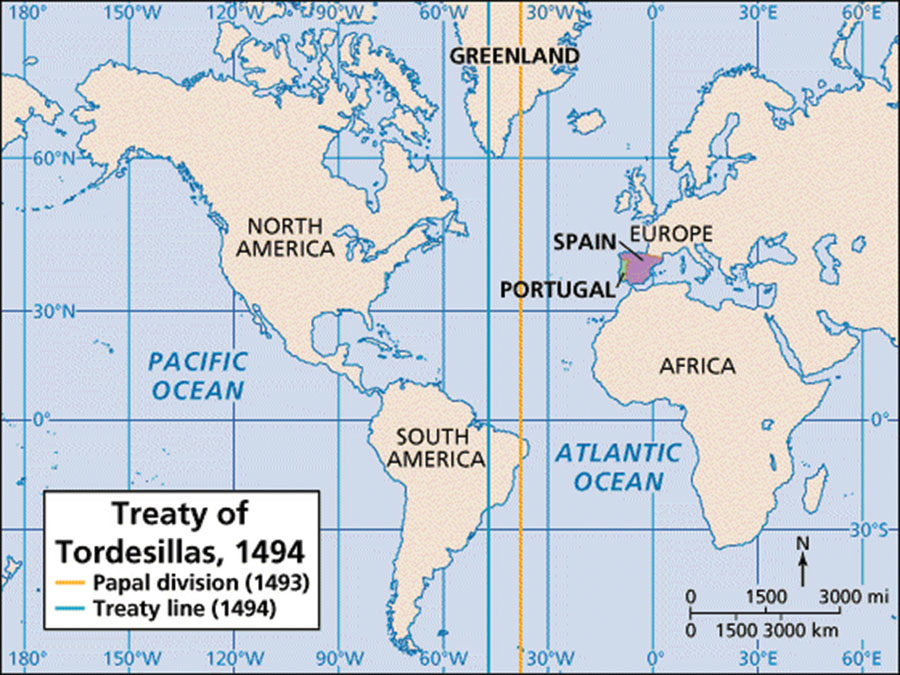 180° 150°W 120°W 90°W 60°W 30°W 0° 30°E 60°E
GREENLAND
60°N
NORTH
AMERICA
SPAIN
EUROPE
PORTUGAL
30°N
PACIFIC
OCEAN
AFRICA
0°
0°
SOUTH
AMERICA
ATLANTIC
OCEAN
Treaty of
Tordesillas, 1494
Papal division (1493)
Treaty line (1494)
30°S
N
0 1500 3000 mi
0 1500 3000 km
180° 150°W 120°W 90°W 60°W 30°W 0° 30°E 60°E